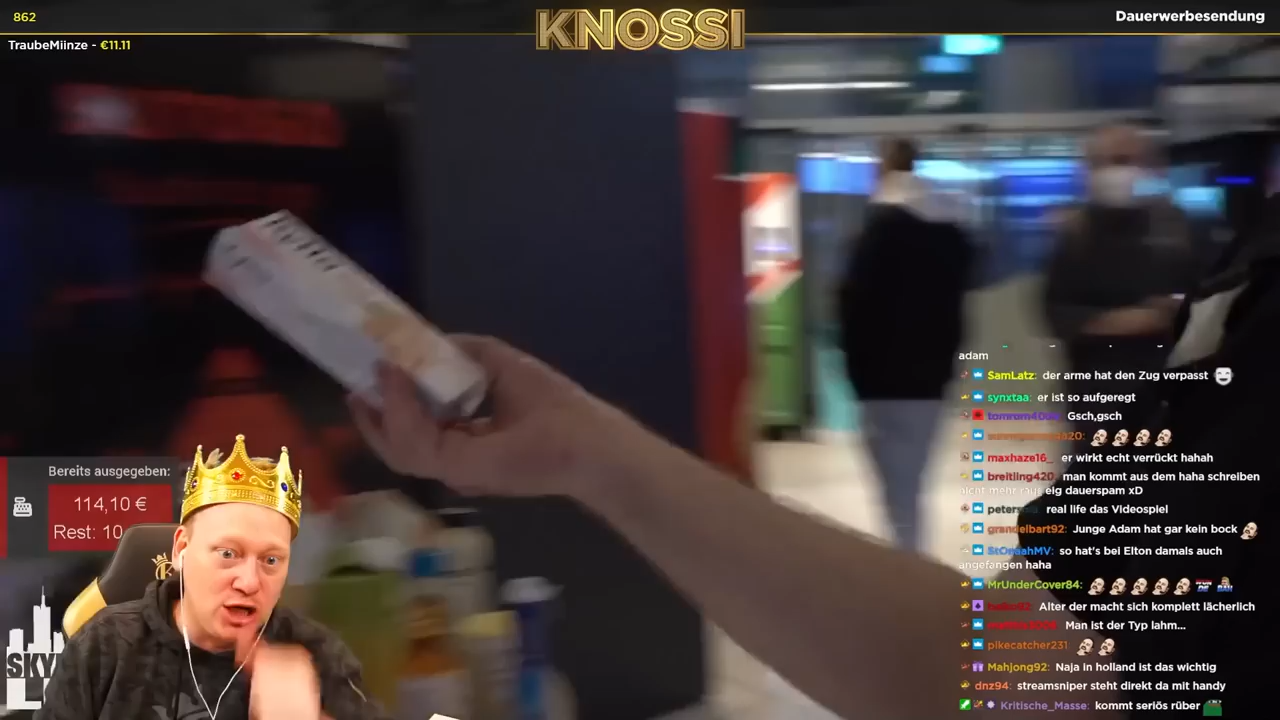 862
KNOSSI
Dauerwerbesendung
TraubeMiinze - €11.11
adam
SamLatz: der arme hat den Zug verpasst
synxtaa: er ist so aufgeregt
Gsch,gsch
maxhaze16_ er wirkt echt verrückt hahah
breitling420 man kommt aus dem haha schreiben
nicht mehr raus eig dauerspam xD
real life das Videospiel
grandelbart92: Junge Adam hat gar kein bock
so hat's bei Elton damals auch
angefangen haha
MrUnderCover84:
Alter der macht sich komplett lächerlich
Man ist der Typ lahm...
pikecatcher231
Mahjong92: Naja in holland ist das wichtig
dnz94: streamsniper steht direkt da mit handy
Kritische_Masse: kommt seriös rüber
Bereits ausgegeben:
114,10 €
Rest: 10
SKY
L